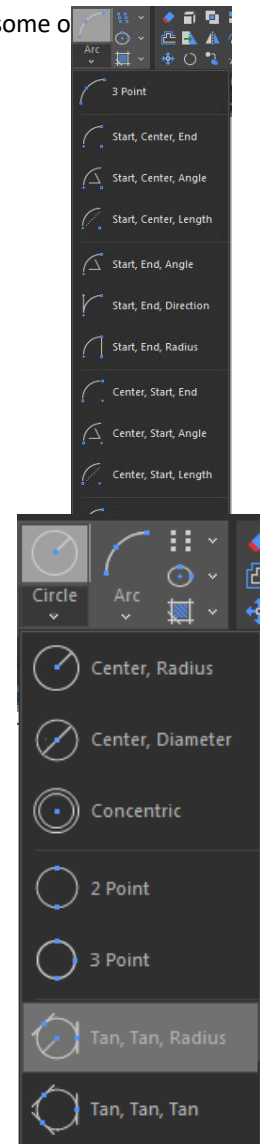 some o
Arc
3 Point
Start, Center, End
Start, Center, Angle
Start, Center, Length
Start, End, Angle
Start, End, Direction
Start, End, Radius
Center, Start, End
Center, Start, Angle
Center, Start, Length
Circle
Arc
Center, Radius
Center, Diameter
Concentric
2 Point
3 Point
Tan, Tan, Radius
Tan, Tan, Tan